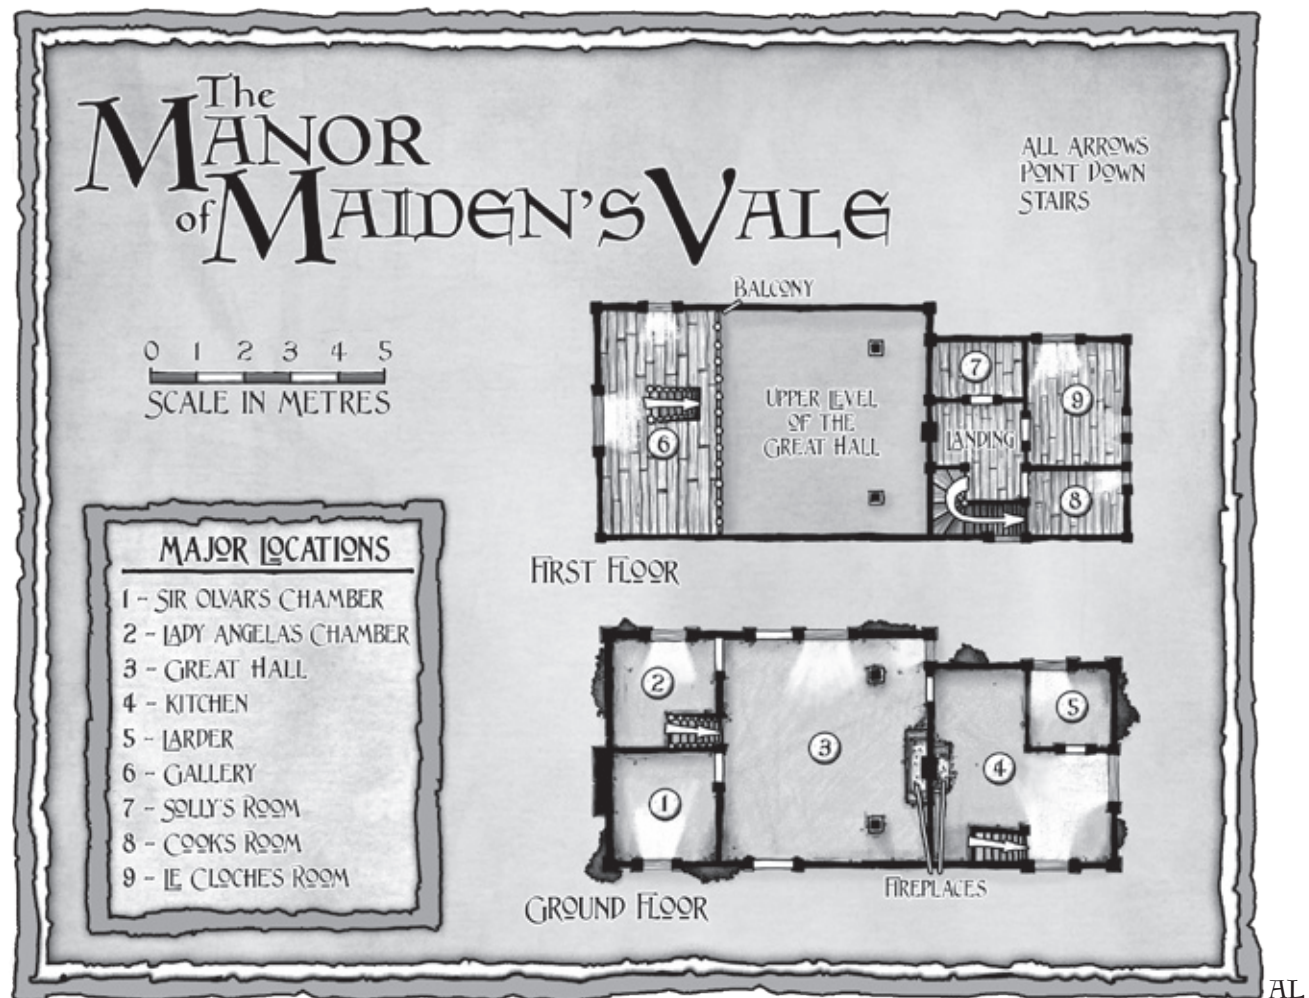 The
MANOR
of MAIDEN'S VALE
ALL ARROWS
POINT DOWN
STAIRS
0 1 2 3 4 5
SCALE IN METRES
BALCONY
UPPER LEVEL
OF THE
GREAT HALL
7
9
LANDING
6
8
FIRST FLOOR
MAJOR LOCATIONS
1 - SIR OLVAR'S CHAMBER
2 - LADY ANGELA'S CHAMBER
3 - GREAT HALL
4 - KITCHEN
5 - LARDER
6 - GALLERY
7 - SOLLY'S ROOM
8 - COOK'S ROOM
9 - LE CLOCHE'S ROOM
2
5
3
4
1
FIREPLACES
GROUND FLOOR
AL